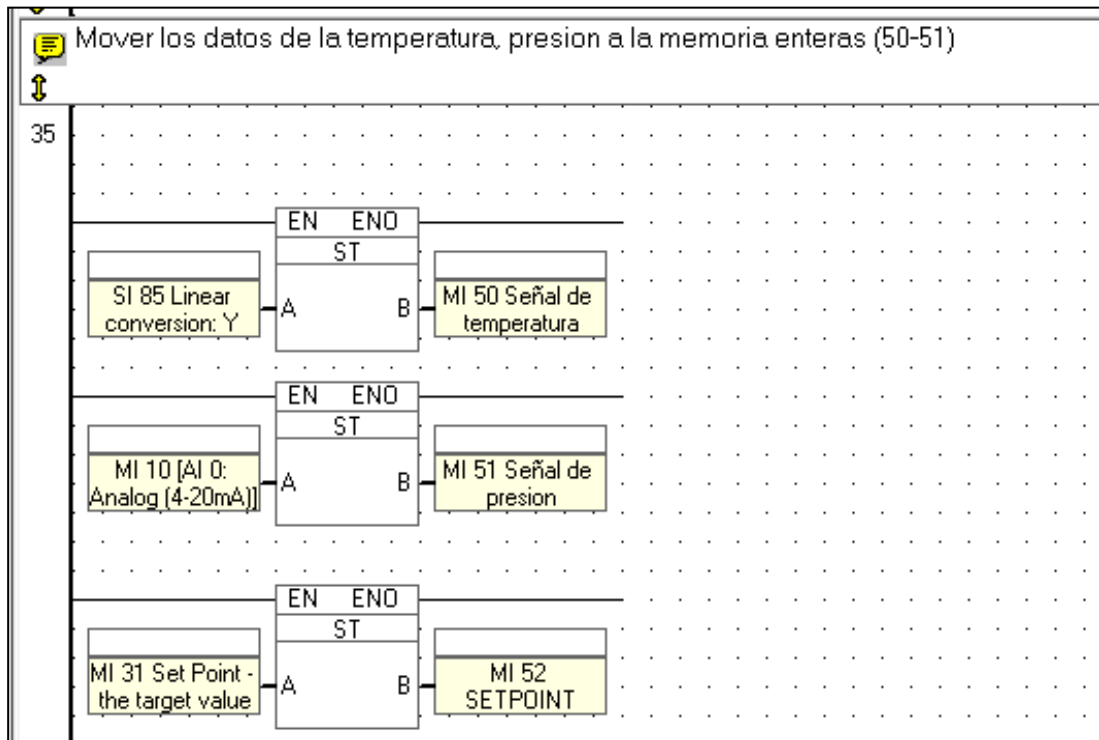 Mover los datos de la temperatura, presion a la memoria enteras (50-51)
35
EN ENO
ST
SI 85 Linear
conversion: Y
A B
MI 50 Señal de
temperatura
EN ENO
ST
MI 10 [AI 0:
Analog (4-20mA)]
A B
MI 51 Señal de
presion
EN ENO
ST
MI 31 Set Point -
the target value
A B
MI 52
SETPOINT